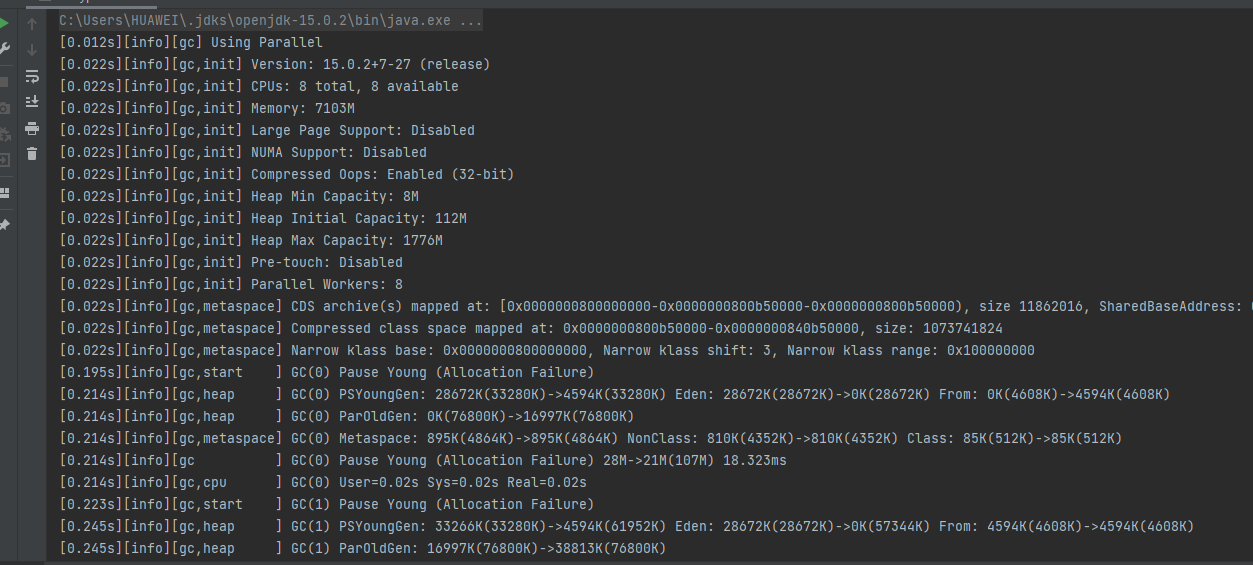 C:\Users\HUAWEI\.jdks\openjdk-15.0.2\bin\java.exe ...
[0.012s][info][gc] Using Parallel
[0.022s][info][gc,init] Version: 15.0.2+7-27 (release)
[0.022s][info][gc,init] CPUs: 8 total, 8 available
[0.022s][info][gc,init] Memory: 7103M
[0.022s][info][gc,init] Large Page Support: Disabled
[0.022s][info][gc,init] NUMA Support: Disabled
[0.022s][info][gc,init] Compressed Oops: Enabled (32-bit)
[0.022s][info][gc,init] Heap Min Capacity: 8M
[0.022s][info][gc,init] Heap Initial Capacity: 112M
[0.022s][info][gc,init] Heap Max Capacity: 1776M
[0.022s][info][gc,init] Pre-touch: Disabled
[0.022s][info][gc,init] Parallel Workers: 8
[0.022s][info][gc,metaspace] CDS archive(s) mapped at: [0x0000000800000000-0x0000000800b50000-0x0000000800b50000), size 11862016, SharedBaseAddress:
[0.022s][info][gc,metaspace] Compressed class space mapped at: 0x0000000800b50000-0x0000000840b50000, size: 1073741824
[0.022s][info][gc,metaspace] Narrow klass base: 0x0000000800000000, Narrow klass shift: 3, Narrow klass range: 0x100000000
[0.195s][info][gc,start    ] GC(0) Pause Young (Allocation Failure)
[0.214s][info][gc,heap     ] GC(0) PSYoungGen: 28672K(33280K)->4594K(33280K) Eden: 28672K(28672K)->0K(28672K) From: 0K(4608K)->4594K(4608K)
[0.214s][info][gc,heap     ] GC(0) ParOldGen: 0K(76800K)->16997K(76800K)
[0.214s][info][gc,metaspace] GC(0) Metaspace: 895K(4864K)->895K(4864K) NonClass: 810K(4352K)->810K(4352K) Class: 85K(512K)->85K(512K)
[0.214s][info][gc          ] GC(0) Pause Young (Allocation Failure) 28M->21M(107M) 18.323ms
[0.214s][info][gc,cpu      ] GC(0) User=0.02s Sys=0.02s Real=0.02s
[0.223s][info][gc,start    ] GC(1) Pause Young (Allocation Failure)
[0.245s][info][gc,heap     ] GC(1) PSYoungGen: 33266K(33280K)->4594K(61952K) Eden: 28672K(28672K)->0K(57344K) From: 4594K(4608K)->4594K(4608K)
[0.245s][info][gc,heap     ] GC(1) ParOldGen: 16997K(76800K)->38813K(76800K)